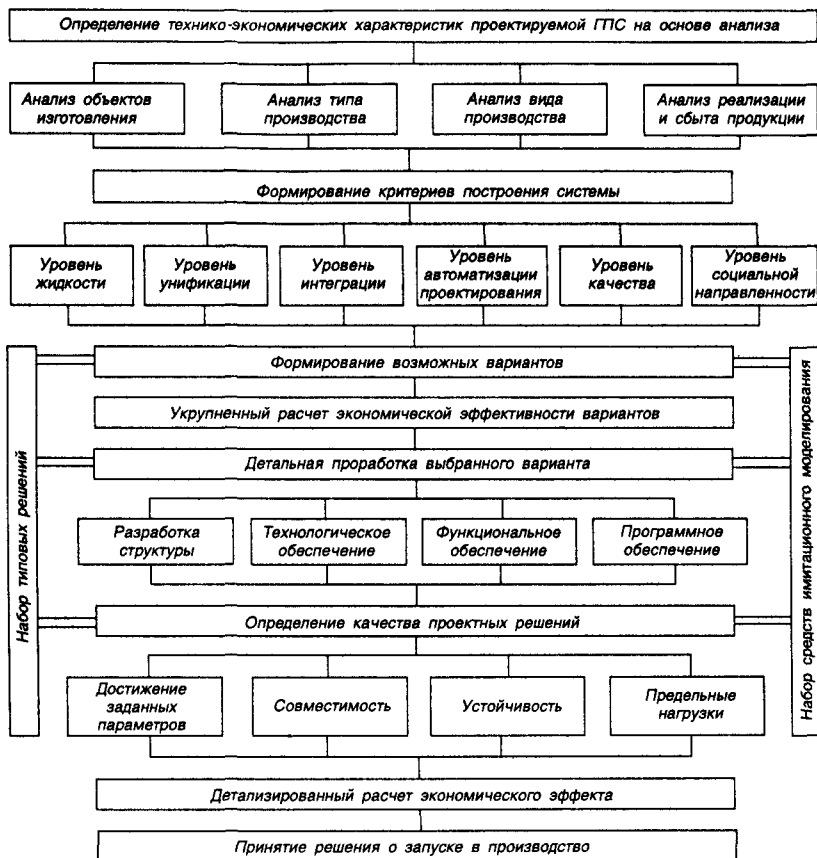 Определение технико-экономических характеристик проектируемой ГПС на основе анализа
Анализ объектов
изготовления
Анализ типа
производства
Анализ вида
производства
Анализ реализации
и сбыта продукции
Формирование критериев построения системы
Уровень
жидкости
Уровень
унификации
Уровень
интеграции
Уровень
автоматизации
проектирования
Уровень
качества
Уровень
социальной
направленности
Набор типовых решений
Формирование возможных вариантов
Набор средств имитационного моделирования
Укрупненный расчет экономической эффективности вариантов
Детальная проработка выбранного варианта
Разработка
структуры
Технологическое
обеспечение
Функциональное
обеспечение
Программное
обеспечение
Определение качества проектных решений
Достижение
заданных
параметров
Совместимость
Устойчивость
Предельные
нагрузки
Детализированный расчет экономического эффекта
Принятие решения о запуске в производство